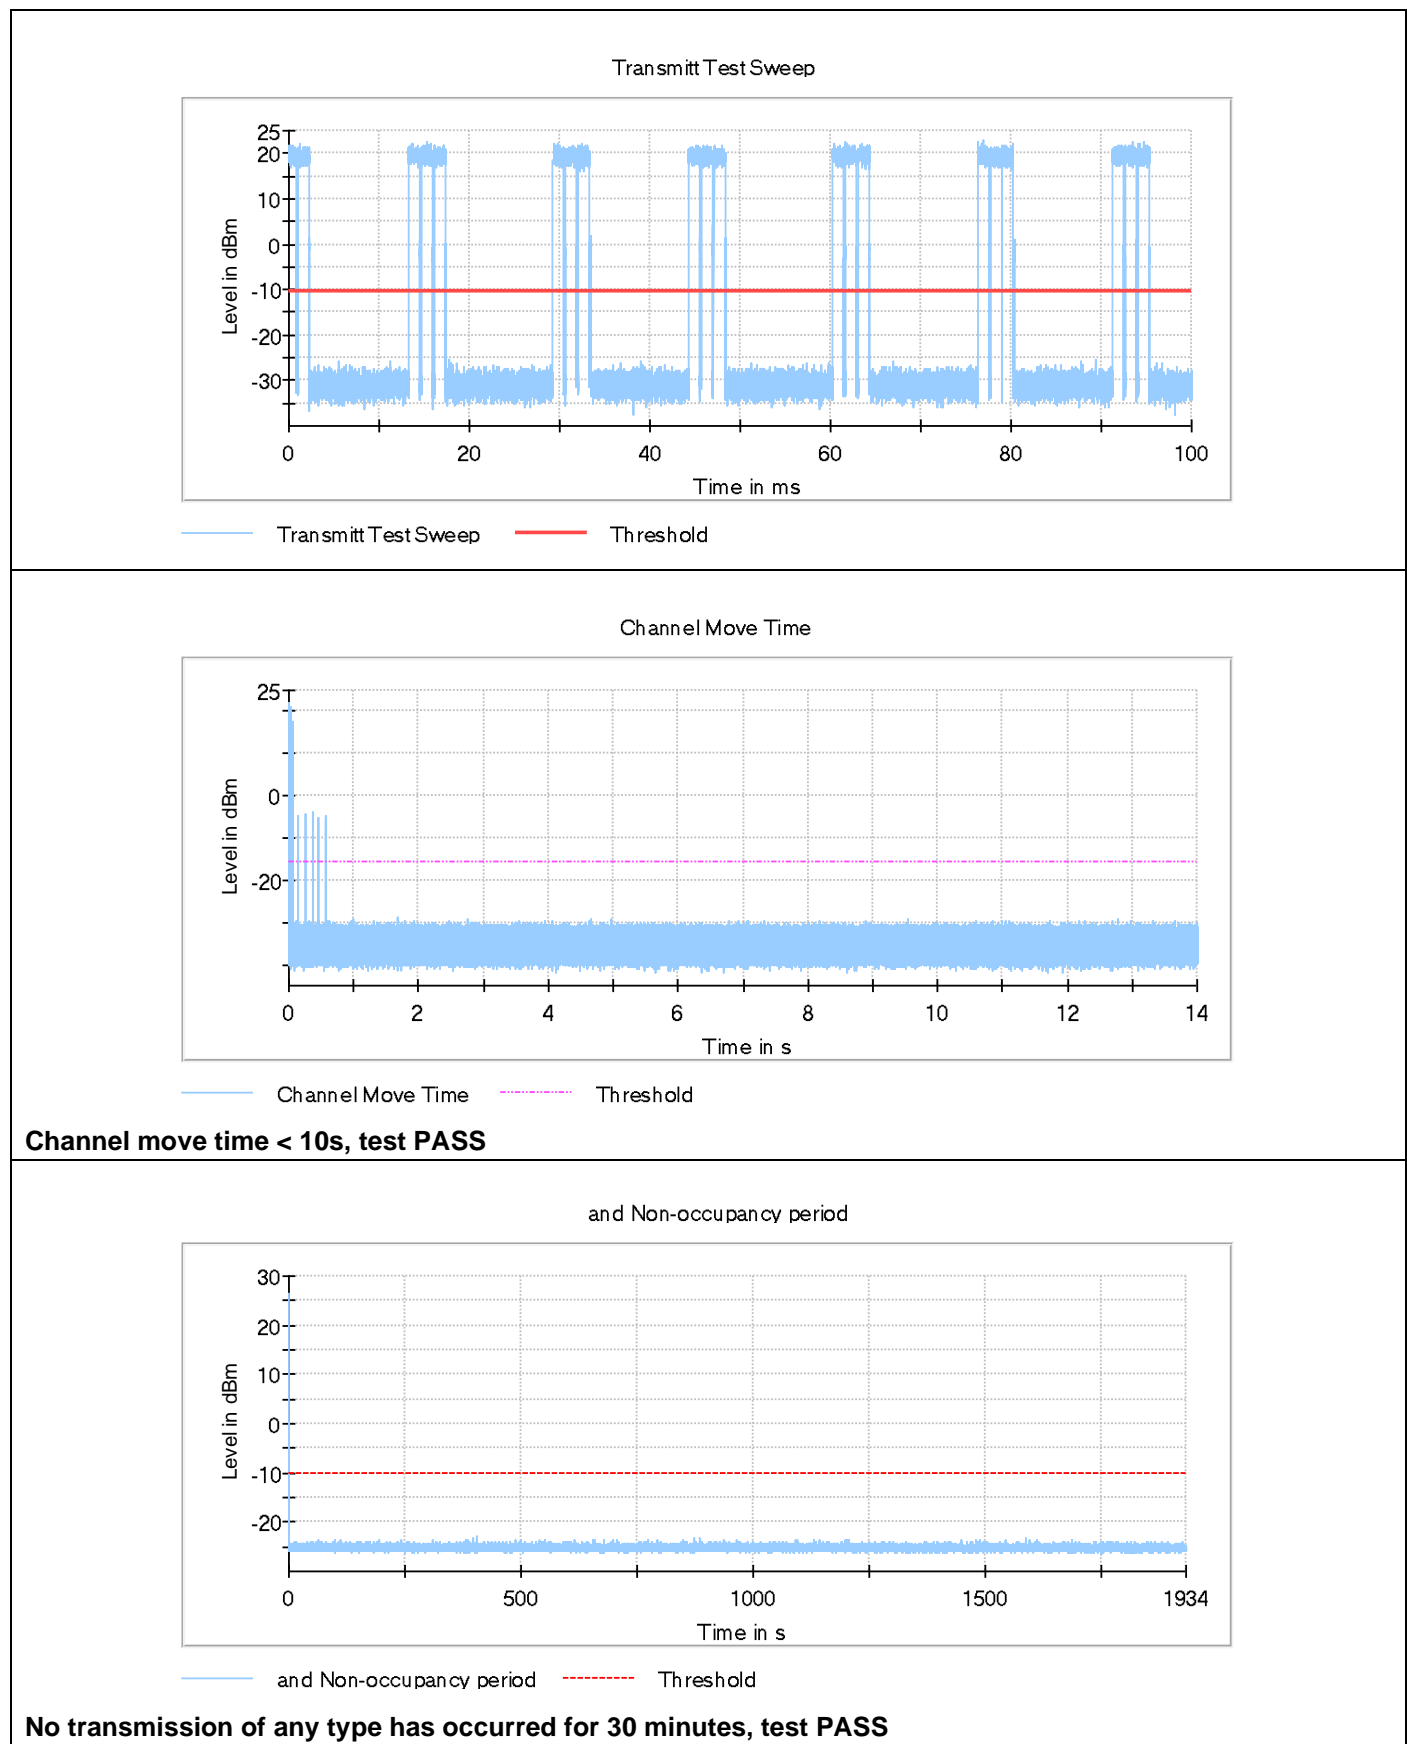 Transmitt Test Sweep
Level in dBm
25
20
10
0
-10
-20
-30
0 20 40 60 80 100
Time in ms
Transmitt Test Sweep Threshold
Channel Move Time
Level in dBm
25
0
-20
0 2 4 6 8 10 12 14
Time in s
Channel Move Time Threshold
Channel move time < 10s, test PASS
and Non-occupancy period
Level in dBm
30
20
10
0
-10
-20
0 500 1000 1500 1934
Time in s
and Non-occupancy period Threshold
No transmission of any type has occurred for 30 minutes, test PASS